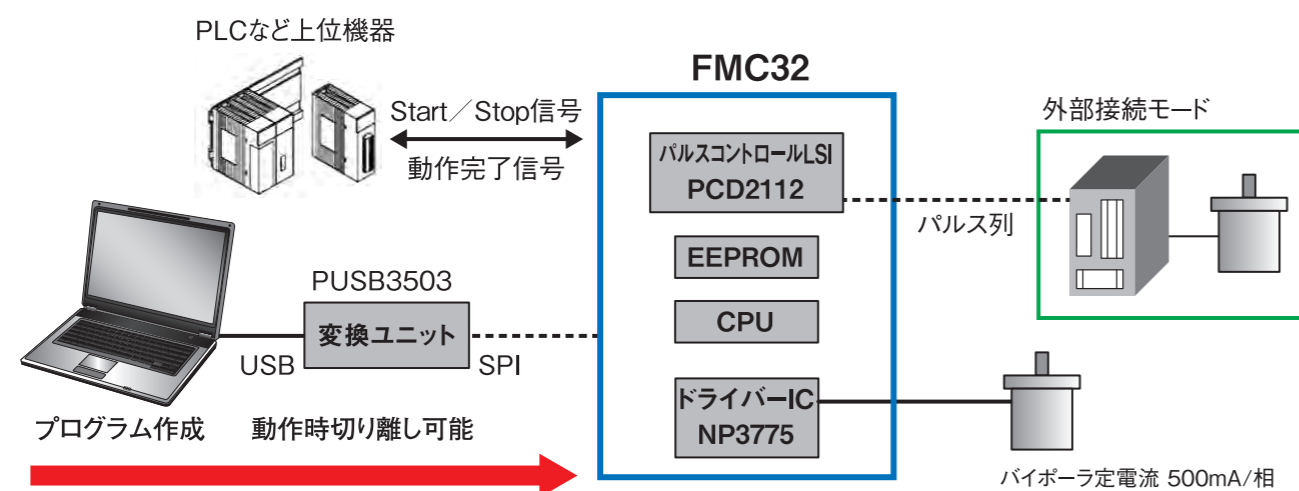 PLCなど上位機器
FMC32
Start/Stop信号
動作完了信号
外部接続モード
パルスコントロールLSI
PCD2112
パルス列
EEPROM
PUSB3503
CPU
変換ユニット
USB
SPI
ドライバーIC
NP3775
プログラム作成
動作時切り離し可能
バイポーラ定電流 500mA/相